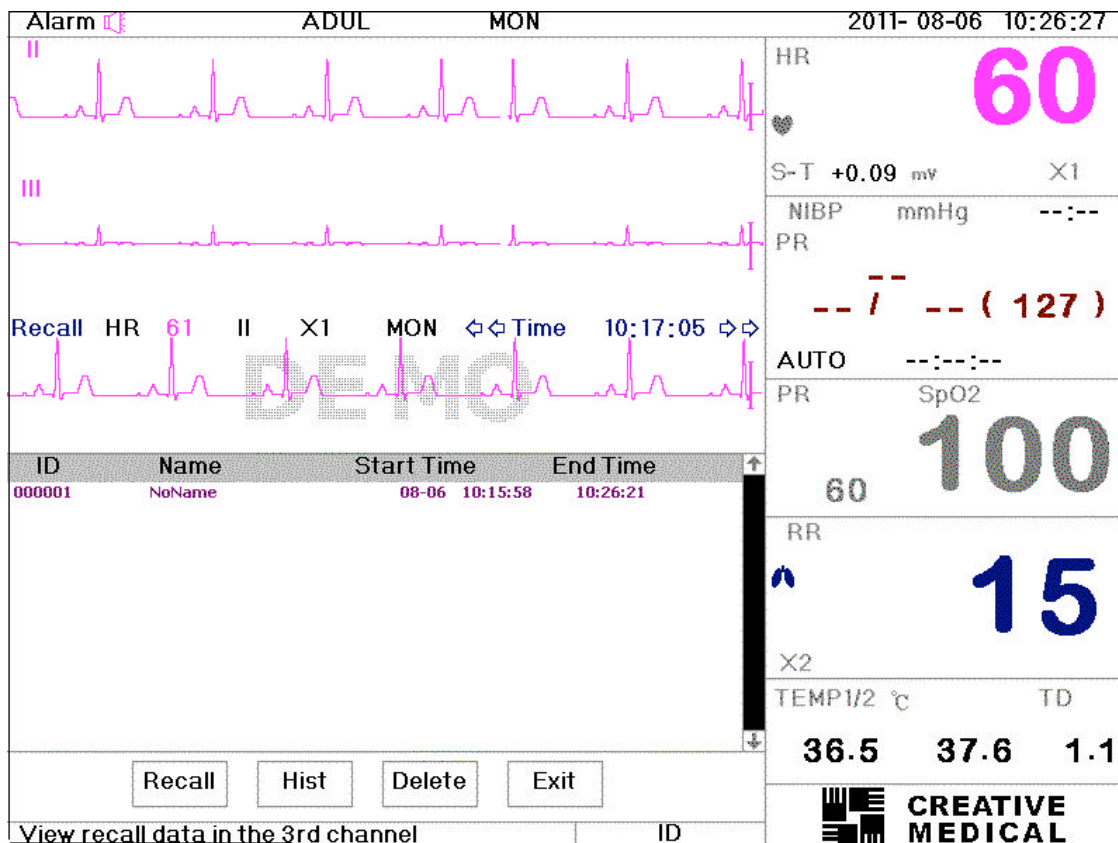 Alarm ADUL MON 2011- 08-06 10:26:27
II
HR
60
S-T +0.09 mV X1
III
NIBP mmHg --:--
PR
--/ -- -- ( 127 )
AUTO --:--:--
Recall HR 61 II X1 MON Time 10:17:05
DEMO
PR SpO2
100
60
ID Name Start Time End Time
000001 NoName 08-06 10:15:58 10:26:21
RR
15
X2
TEMP1/2 ℃ TD
36.5 37.6 1.1
Recall Hist Delete Exit
View recall data in the 3rd channel ID
CREATIVE
MEDICAL